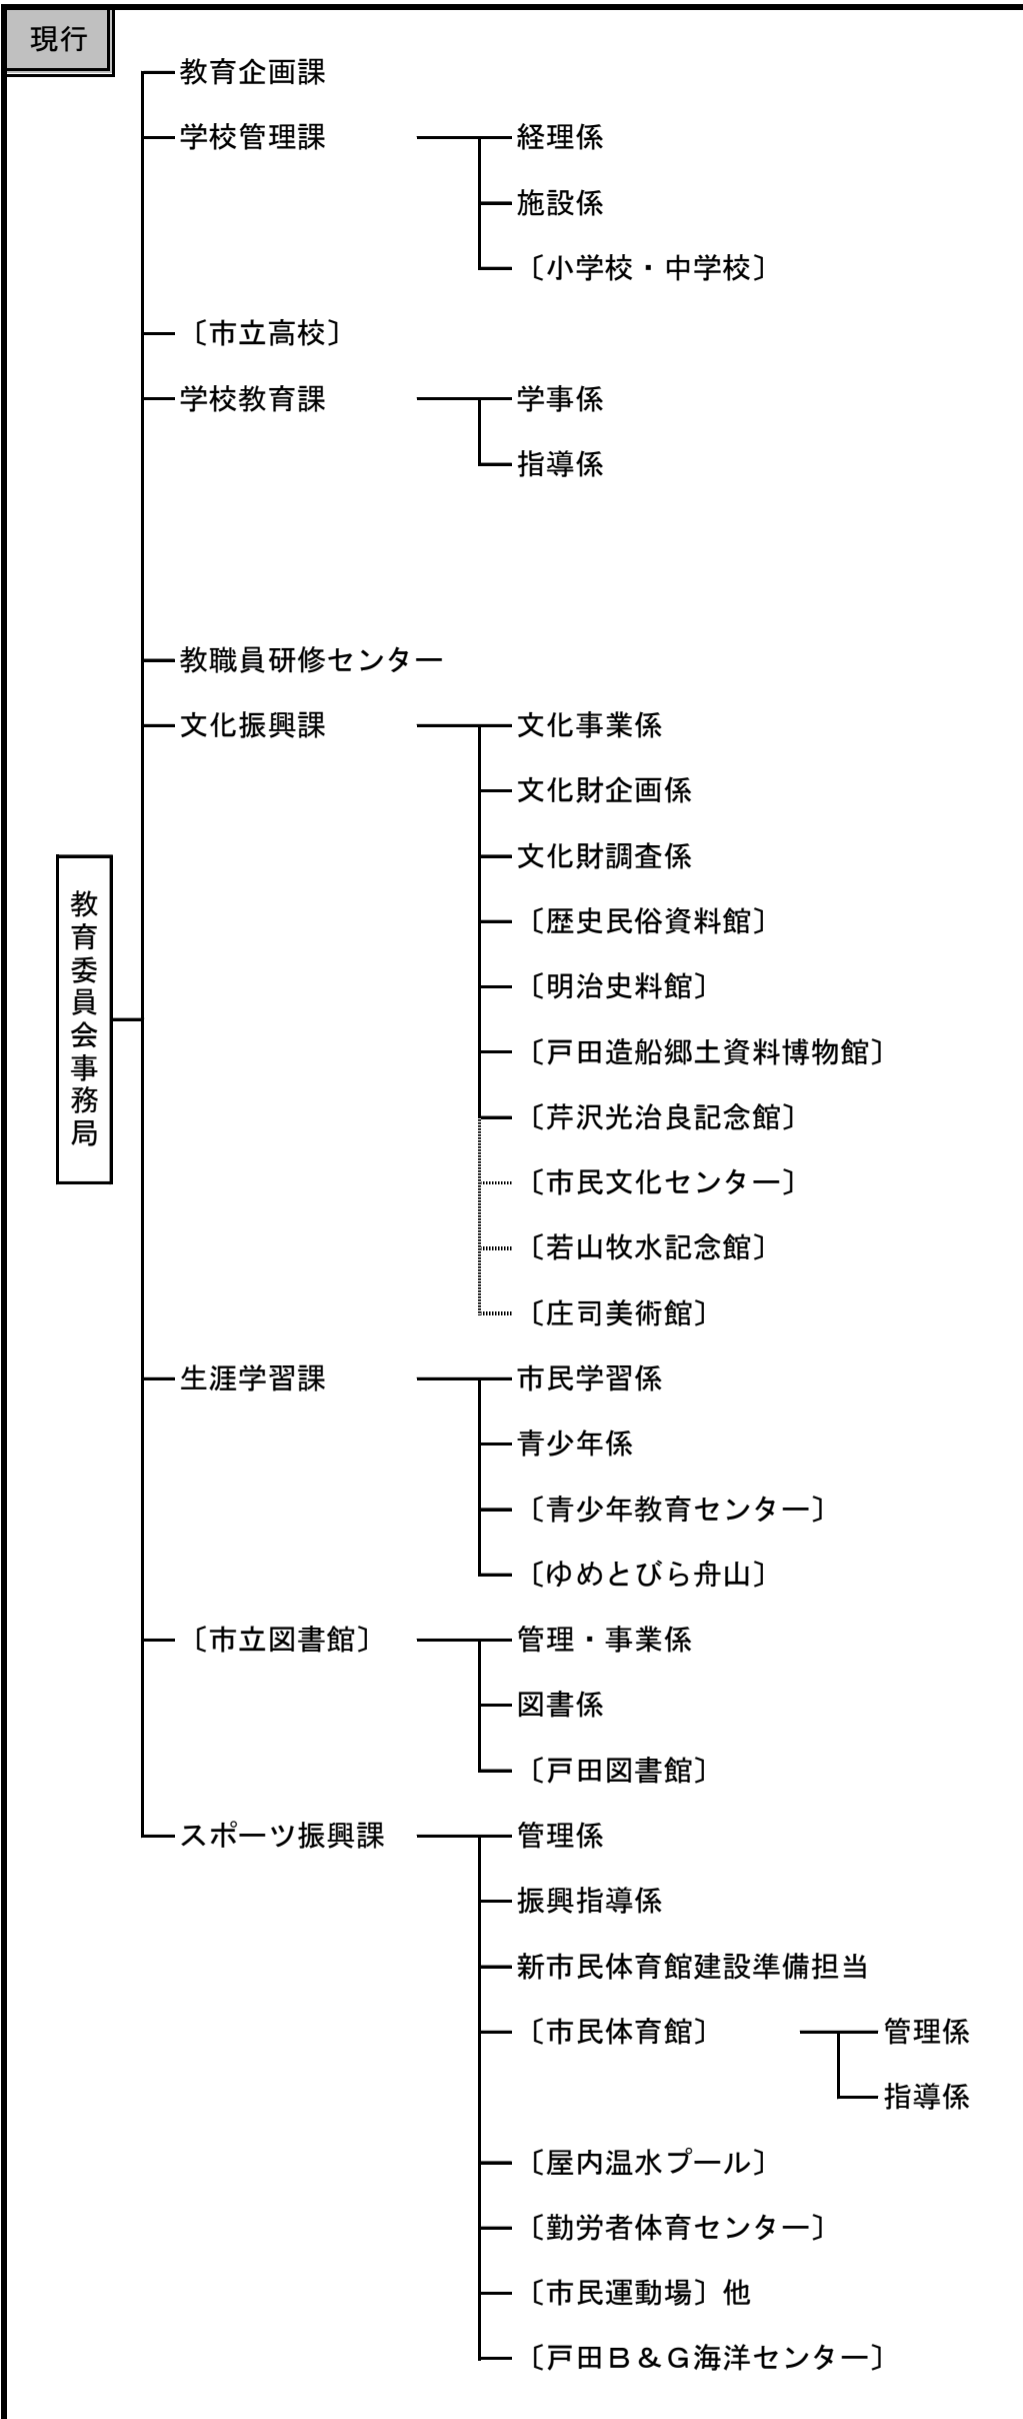 現行
教育企画課
学校管理課 経理係
施設係
〔小学校・中学校〕
〔市立高校〕
学校教育課 学事係
指導係
教職員研修センター
文化振興課 文化事業係
文化財企画係
文化財調査係
教育委員会事務局
〔歴史民俗資料館〕
〔明治史料館〕
〔戸田造船郷土資料博物館〕
〔芹沢光治良記念館〕
〔市民文化センター〕
〔若山牧水記念館〕
〔庄司美術館〕
生涯学習課 市民学習係
青少年係
〔青少年教育センター〕
〔ゆめとびら舟山〕
〔市立図書館〕 管理・事業係
図書係
〔戸田図書館〕
スポーツ振興課 管理係
振興指導係
新市民体育館建設準備担当
〔市民体育館〕 管理係
指導係
〔屋内温水プール〕
〔勤労者体育センター〕
〔市民運動場〕他
〔戸田Ｂ＆Ｇ海洋センター〕